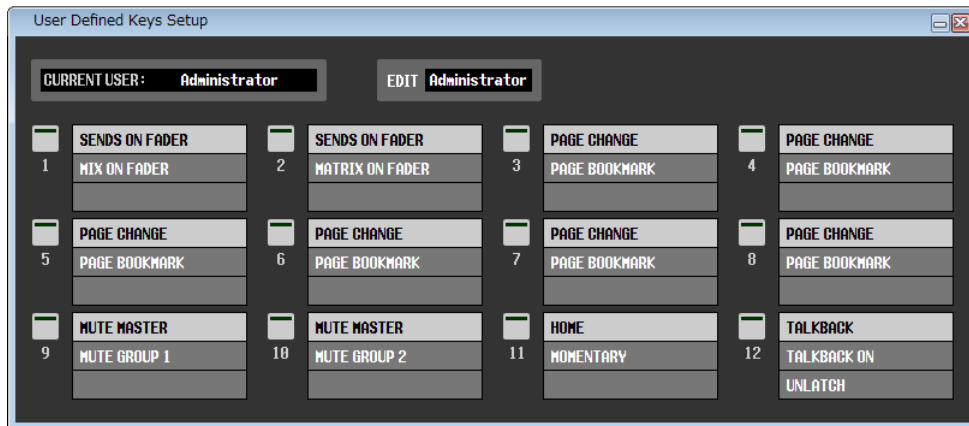 User Defined Keys Setup
CURRENT USER: Administrator EDIT Administrator
SENDS ON FADER SENDS ON FADER PAGE CHANGE PAGE CHANGE
1 MIX ON FADER 2 MATRIX ON FADER 3 PAGE BOOKMARK 4 PAGE BOOKMARK
PAGE CHANGE PAGE CHANGE PAGE CHANGE PAGE CHANGE
5 PAGE BOOKMARK 6 PAGE BOOKMARK 7 PAGE BOOKMARK 8 PAGE BOOKMARK
MUTE MASTER MUTE MASTER HOME TALKBACK
9 MUTE GROUP 1 10 MUTE GROUP 2 11 MOMENTARY 12 TALKBACK ON
UNLATCH